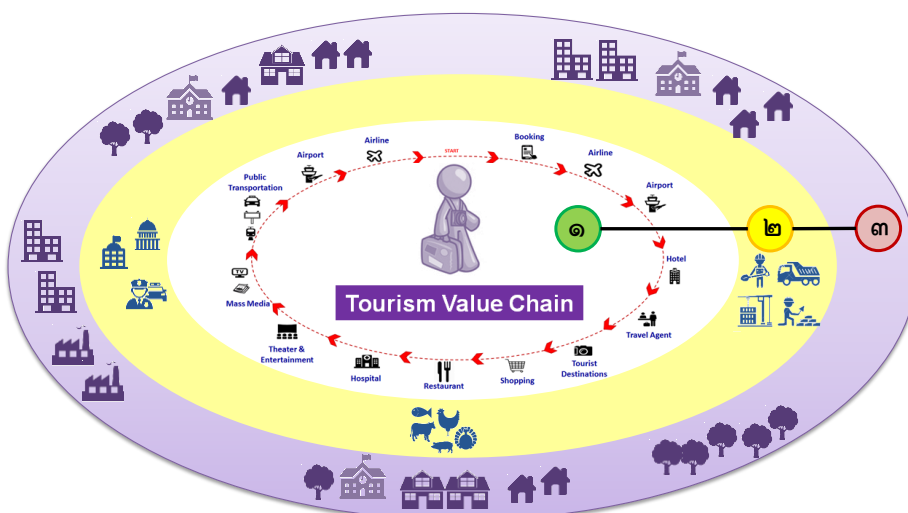 START
Booking
Airline
Airport
Hotel
Travel Agent
Tourist
Destinations
Shopping
Restaurant
Hospital
Theater &
Entertainment
Mass Media
TV
Public
Transportation
Airport
Airline
Tourism Value Chain
๑
๒
๓